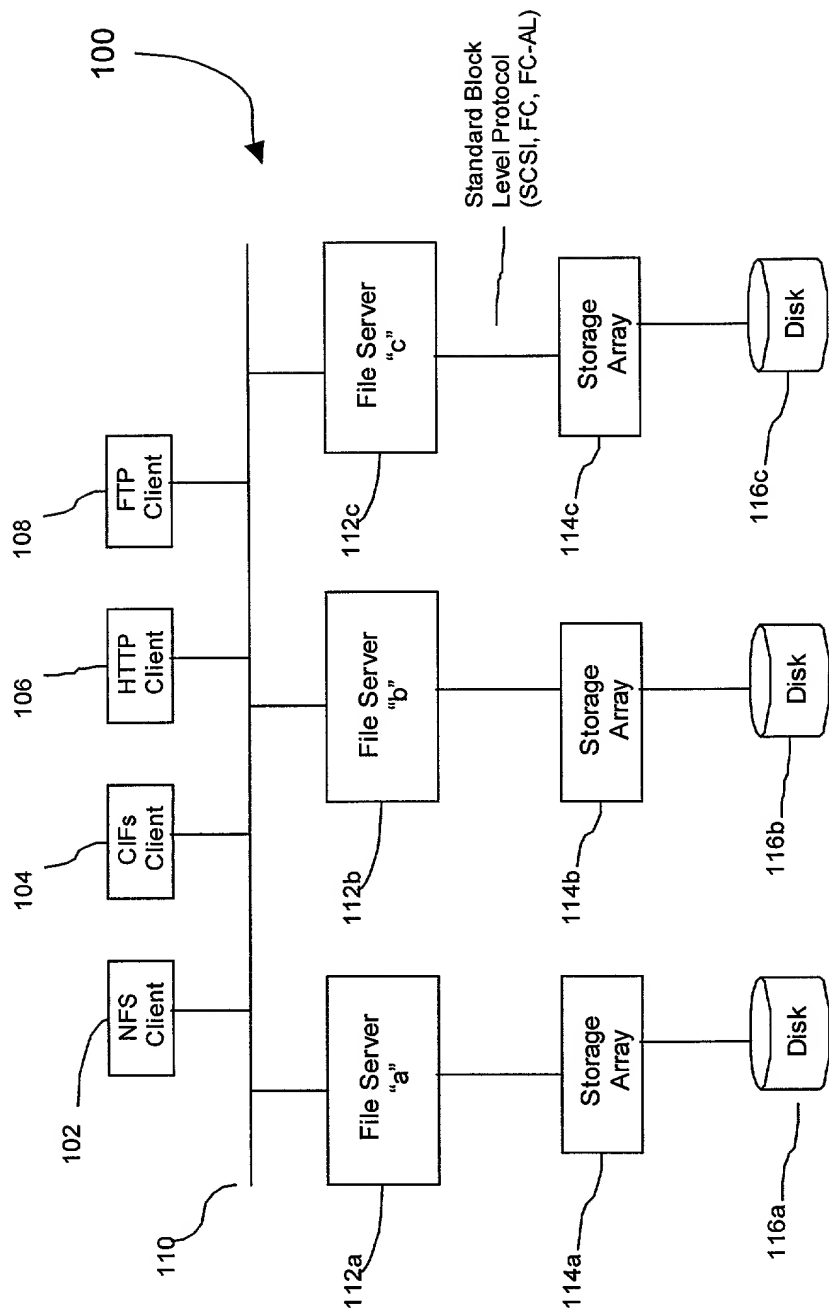 100
102
104
106
108
NFS
Client
CIFs
Client
HTTP
Client
FTP
Client
110
File Server
"a"
File Server
"b"
File Server
"c"
112a
112b
112c
Standard Block
Level Protocol
(SCSI, FC, FC-AL)
Storage
Array
Storage
Array
Storage
Array
114a
114b
114c
Disk
Disk
Disk
116a
116b
116c